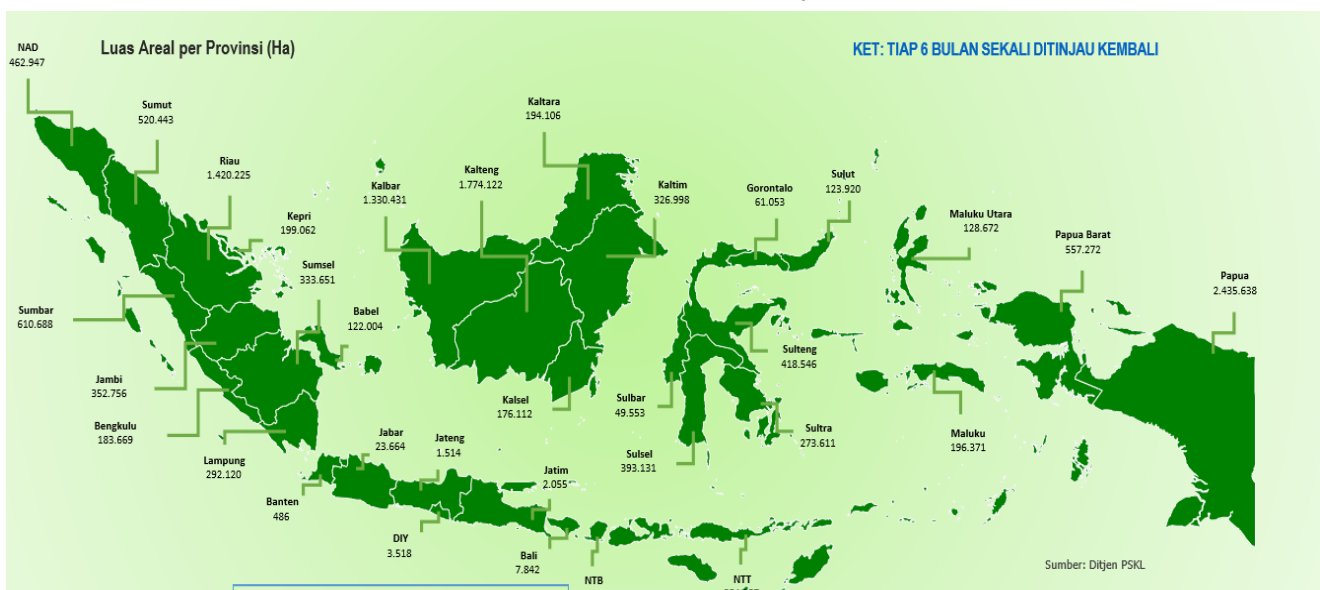 Luas Areal per Provinsi (Ha)
KET: TIAP 6 BULAN SEKALI DITINJAU KEMBALI
NAD
462.947
Sumut
520.443
Riau
1.420.225
Kepri
199.062
Sumsel
333.651
Babel
122.004
Sumbar
610.688
Jambi
352.756
Bengkulu
183.669
Lampung
292.120
Kalbar
1.330.431
Kalteng
1.774.122
Kaltara
194.106
Kaltim
326.998
Kalsel
176.112
Gorontalo
61.053
Sulut
123.920
Sulteng
418.546
Sulbar
49.553
Sulsel
393.131
Sultra
273.611
Maluku Utara
128.672
Maluku
196.371
Papua Barat
557.272
Papua
2.435.638
Banten
486
Jabar
23.664
Jateng
1.514
DIY
3.518
Jatim
2.055
Bali
7.842
NTB
NTT
Sumber: Ditjen PSKL